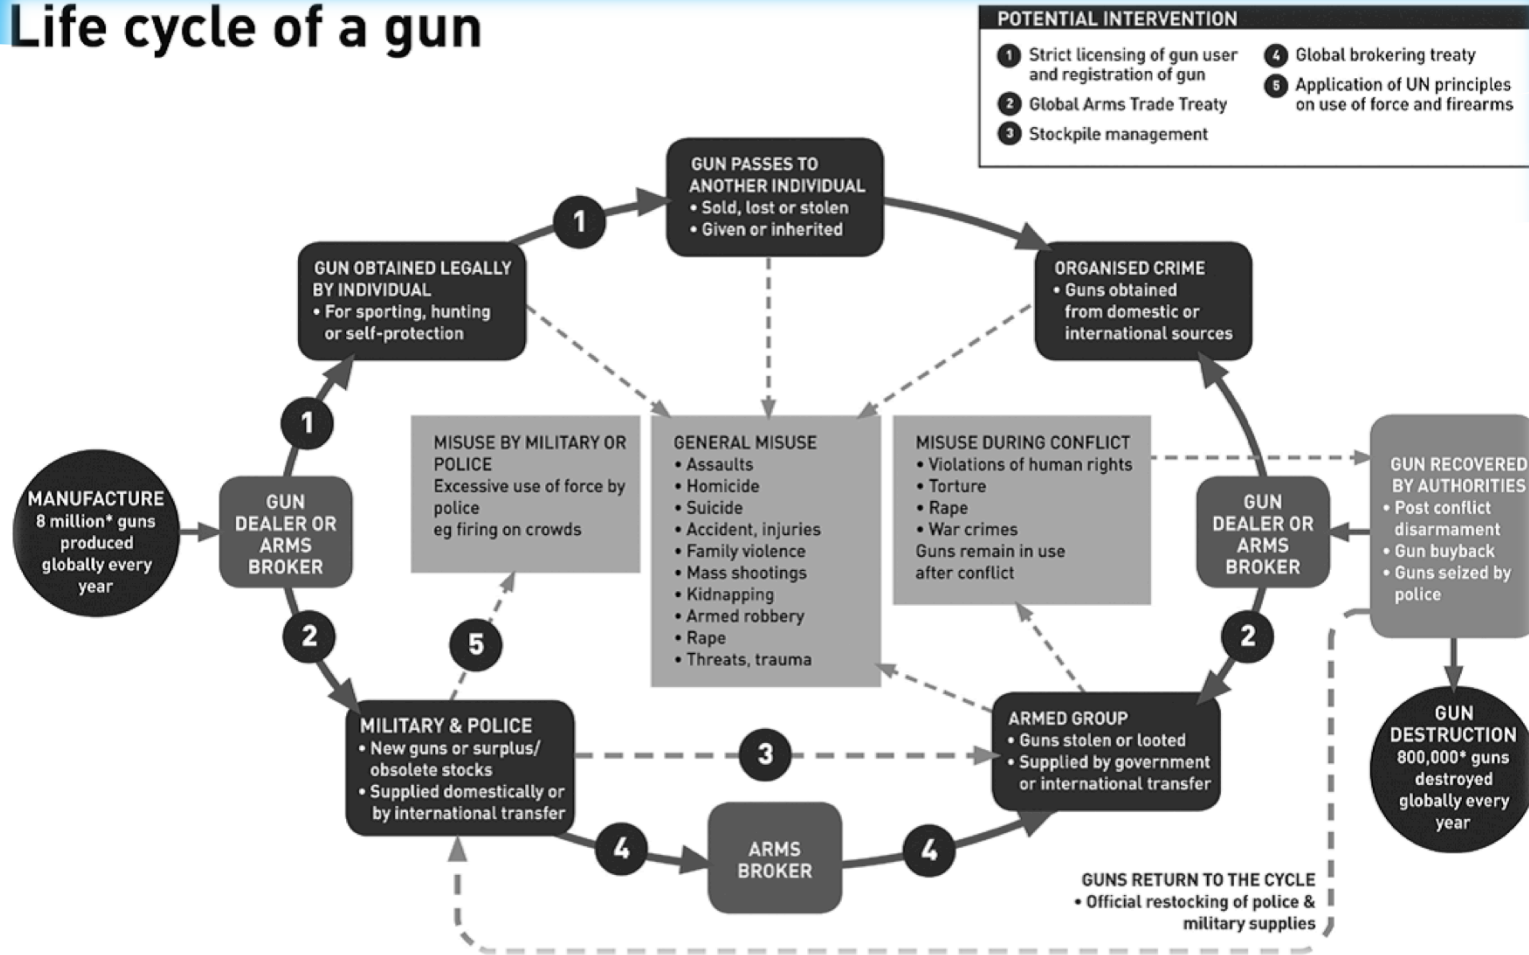 Life cycle of a gun
POTENTIAL INTERVENTION
1 Strict licensing of gun user
and registration of gun
2 Global Arms Trade Treaty
3 Stockpile management
4 Global brokering treaty
5 Application of UN principles
on use of force and firearms
GUN PASSES TO
ANOTHER INDIVIDUAL
• Sold, lost or stolen
• Given or inherited
1
GUN OBTAINED LEGALLY
BY INDIVIDUAL
• For sporting, hunting
or self-protection
ORGANISED CRIME
• Guns obtained
from domestic or
international sources
1
MANUFACTURE
8 million* guns
produced
globally every
year
GUN
DEALER OR
ARMS
BROKER
MISUSE BY MILITARY OR
POLICE
Excessive use of force by
police
eg firing on crowds
GENERAL MISUSE
• Assaults
• Homicide
• Suicide
• Accident, injuries
• Family violence
• Mass shootings
• Kidnapping
• Armed robbery
• Rape
• Threats, trauma
MISUSE DURING CONFLICT
• Violations of human rights
• Torture
• Rape
• War crimes
Guns remain in use
after conflict
GUN
DEALER OR
ARMS
BROKER
GUN RECOVERED
BY AUTHORITIES
• Post conflict
disarmament
• Gun buyback
• Guns seized by
police
2
5
2
MILITARY & POLICE
• New guns or surplus/
obsolete stocks
• Supplied domestically or
by international transfer
3
ARMED GROUP
• Guns stolen or looted
• Supplied by government
or international transfer
GUN
DESTRUCTION
800,000* guns
destroyed
globally every
year
4
ARMS
BROKER
4
GUNS RETURN TO THE CYCLE
• Official restocking of police &
military supplies